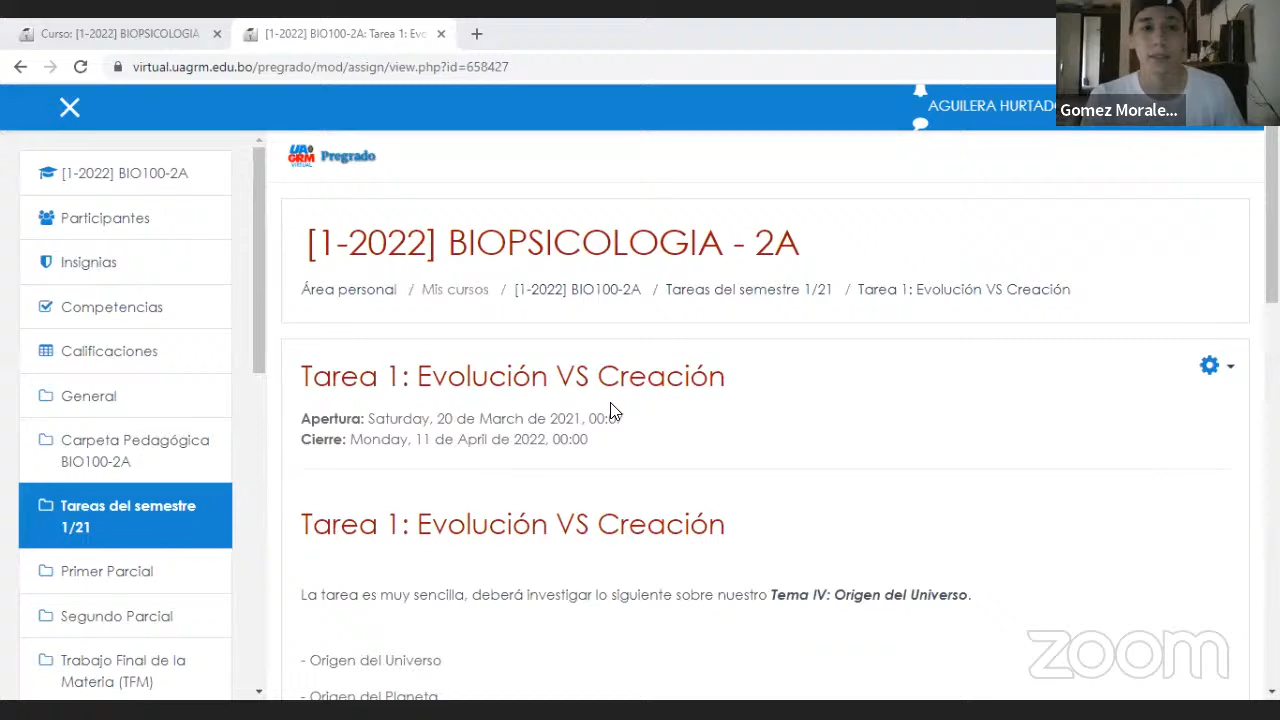 Curso: [1-2022] BIOPSICOLOGIA
[1-2022] BIO100-2A: Tarea 1: Evo
virtual.uagrm.edu.bo/pregrado/mod/assign/view.php?id=658427
AGUILERA HURTADO
Gomez Morale...
UAGRM VIRTUAL Pregrado
[1-2022] BIO100-2A
Participantes
Insignias
Competencias
Calificaciones
General
Carpeta Pedagógica
BIO100-2A
Tareas del semestre
1/21
Primer Parcial
Segundo Parcial
Trabajo Final de la
Materia (TFM)
[1-2022] BIOPSICOLOGIA - 2A
Área personal / Mis cursos / [1-2022] BIO100-2A / Tareas del semestre 1/21 / Tarea 1: Evolución VS Creación
Tarea 1: Evolución VS Creación
Apertura: Saturday, 20 de March de 2021, 00:00
Cierre: Monday, 11 de April de 2022, 00:00
Tarea 1: Evolución VS Creación
La tarea es muy sencilla, deberá investigar lo siguiente sobre nuestro Tema IV: Origen del Universo.
- Origen del Universo
- Origen del Planeta
zoom